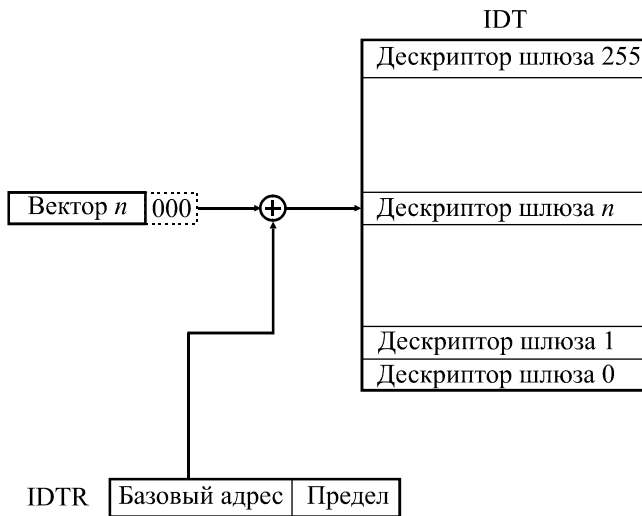 IDT
Дескриптор шлюза 255
Вектор n 000
Дескриптор шлюза n
Дескриптор шлюза 1
Дескриптор шлюза 0
IDTR Базовый адрес Предел